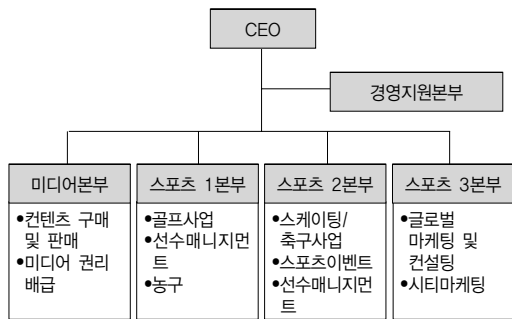 CEO
경영지원본부
미디어본부
•컨텐츠 구매
및 판매
•미디어 권리
배급
스포츠 1본부
•골프사업
•선수매니지먼
트
•농구
스포츠 2본부
•스케이팅/
축구사업
•스포츠이벤트
•선수매니지먼
트
스포츠 3본부
•글로벌
마케팅 및
컨설팅
•시티마케팅